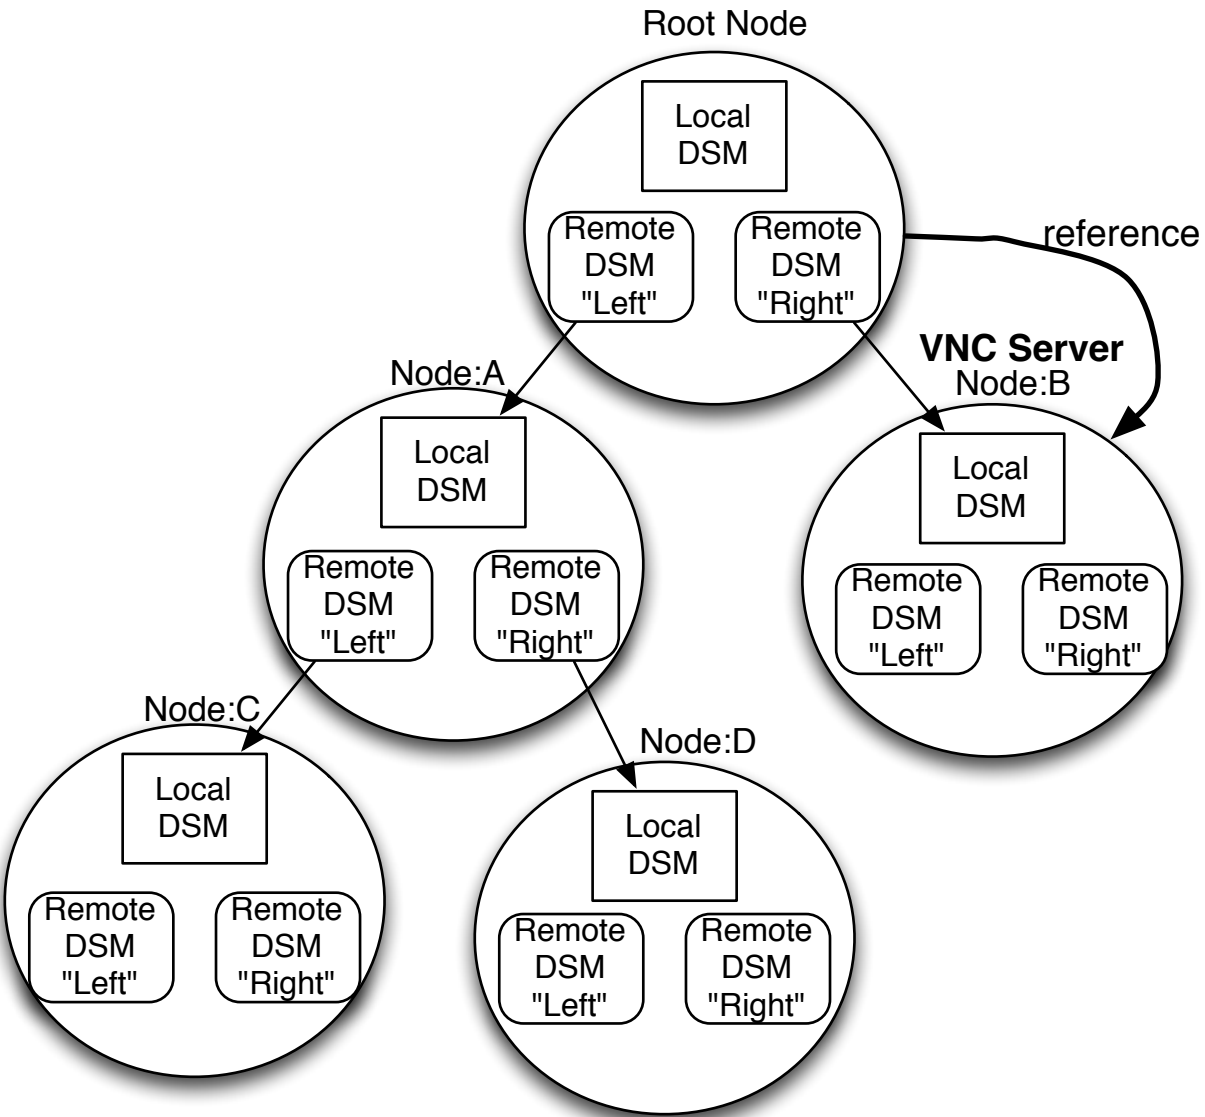 Root Node
Local
DSM
Remote
DSM
"Left"
Remote
DSM
"Right"
reference
VNC Server
Node:B
Node:A
Local
DSM
Remote
DSM
"Left"
Remote
DSM
"Right"
Local
DSM
Remote
DSM
"Left"
Remote
DSM
"Right"
Node:C
Local
DSM
Remote
DSM
"Left"
Remote
DSM
"Right"
Node:D
Local
DSM
Remote
DSM
"Left"
Remote
DSM
"Right"